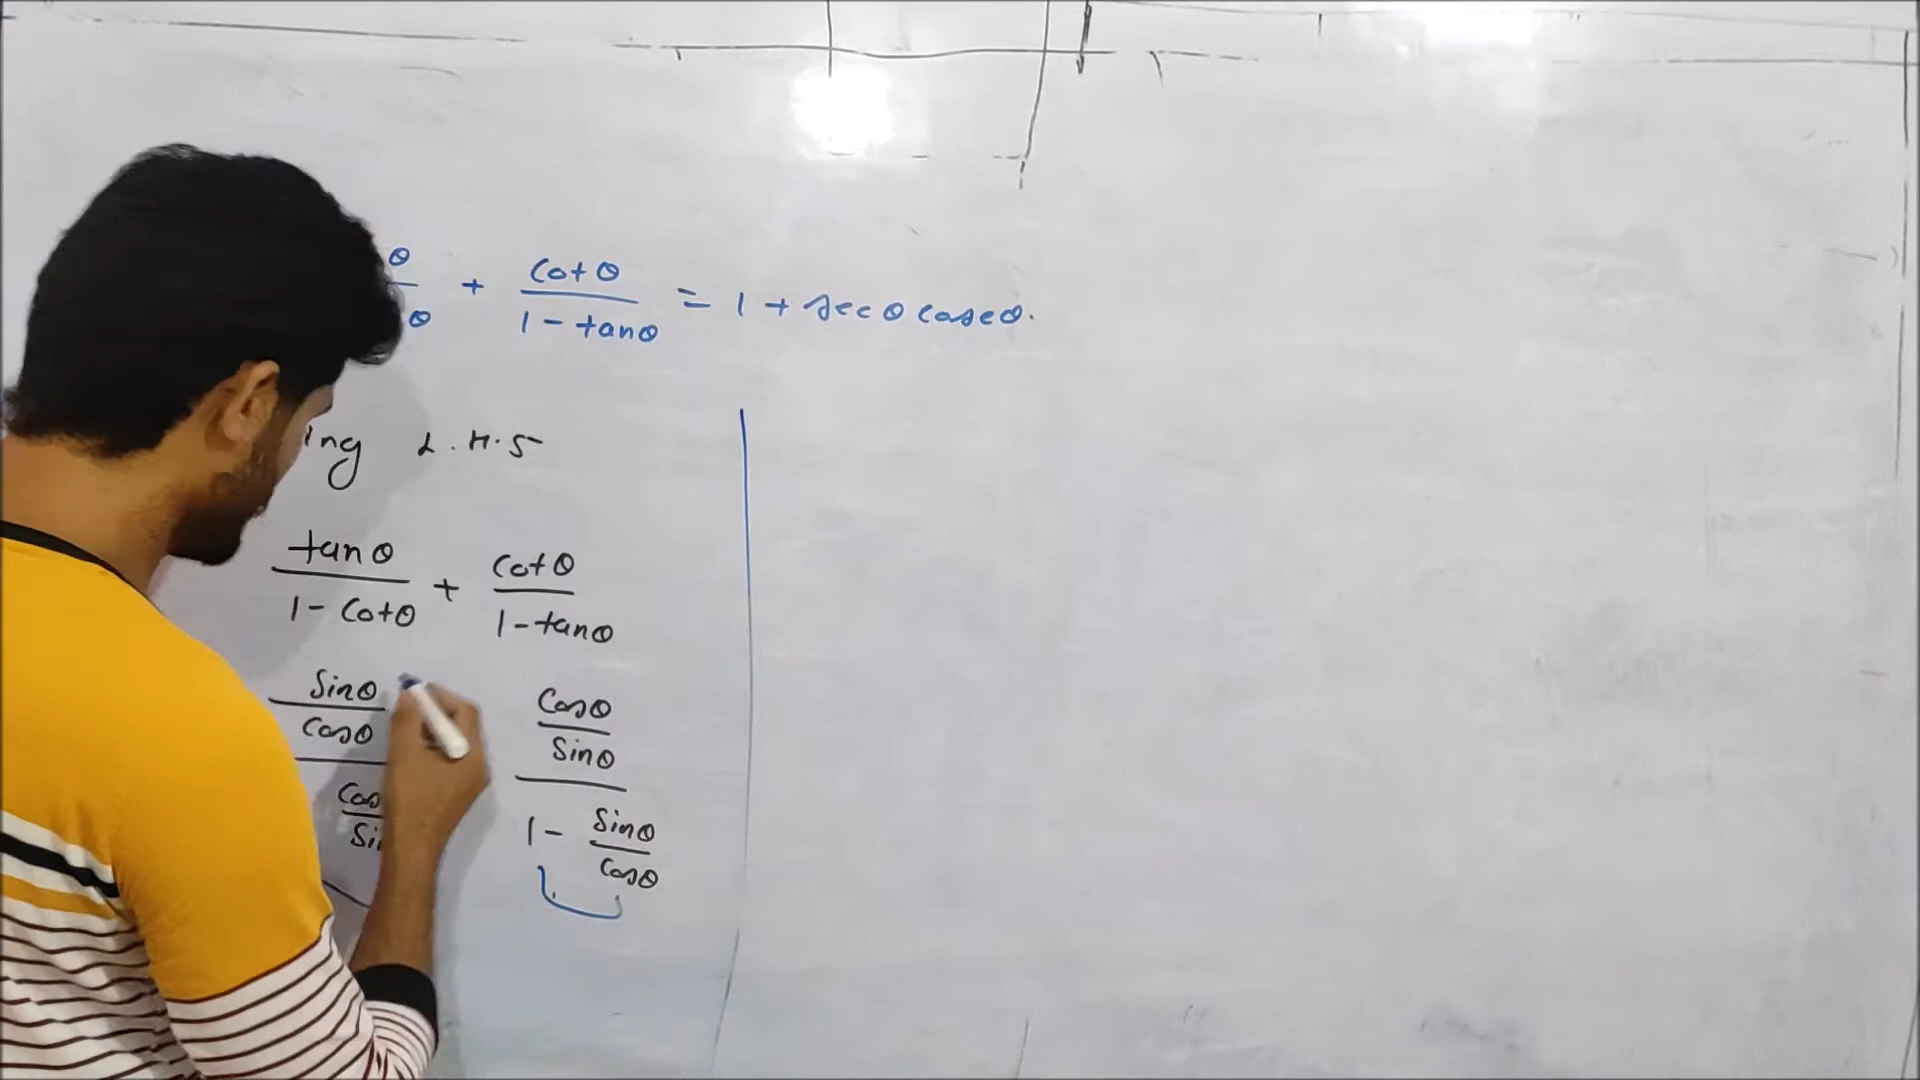 θ/θ + cotθ/1-tanθ = 1 + secθ cosecθ.
ing L.H.S
tanθ/1-cotθ + cotθ/1-tanθ
sinθ/cosθ cosθ/sinθ
cos/sin 1- sinθ/cosθ